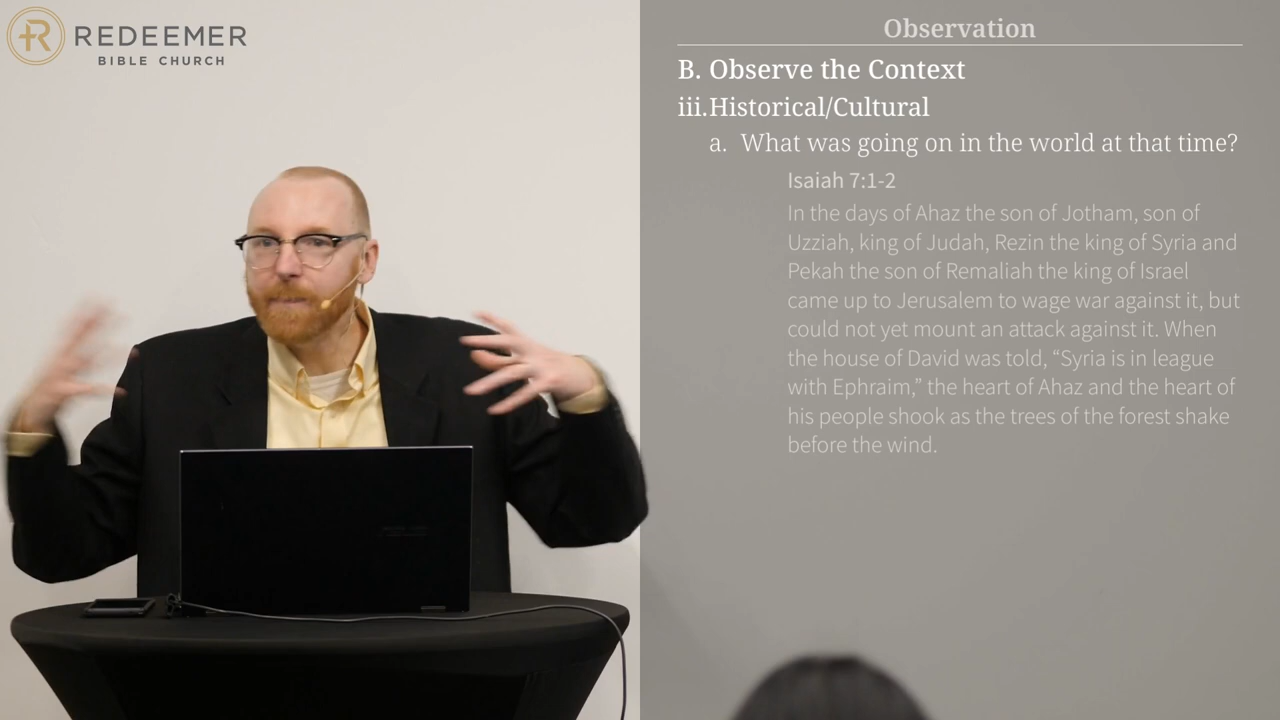 REDEEMER
BIBLE CHURCH
Observation
B. Observe the Context
iii.Historical/Cultural
a. What was going on in the world at that time?
Isaiah 7:1-2
In the days of Ahaz the son of Jotham, son of
Uzziah, king of Judah, Rezin the king of Syria and
Pekah the son of Remaliah the king of Israel
came up to Jerusalem to wage war against it, but
could not yet mount an attack against it. When
the house of David was told, “Syria is in league
with Ephraim,” the heart of Ahaz and the heart of
his people shook as the trees of the forest shake
before the wind.